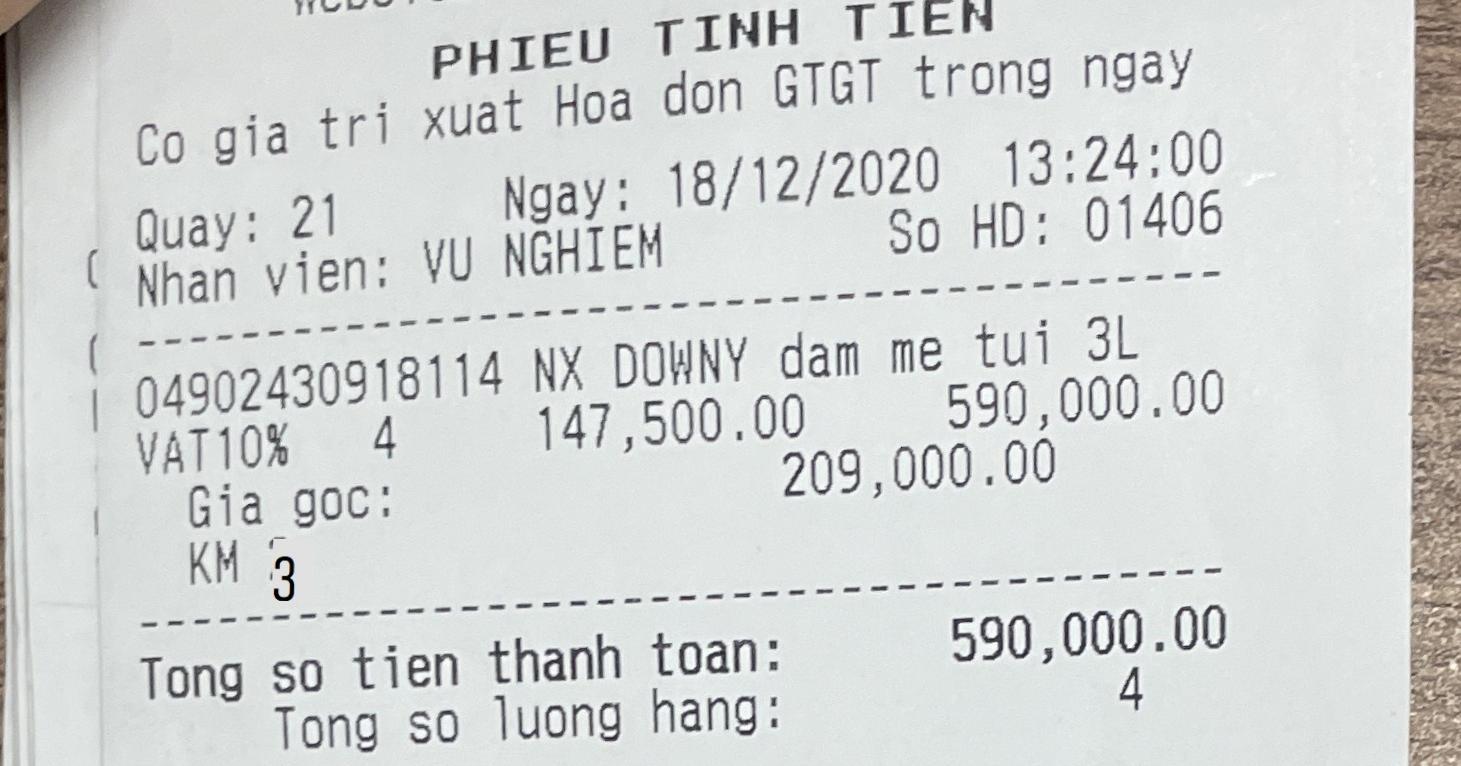 PHIEU TINH TIEN
Co gia tri xuat Hoa don GTGT trong ngay
Quay: 21 Ngay: 18/12/2020 13:24:00
Nhan vien: VU NGHIEM So HD: 01406
04902430918114 NX DOWNY dam me tui 3L
VAT10% 4 147,500.00 590,000.00
Gia goc: 209,000.00
KM 3
Tong so tien thanh toan: 590,000.00
Tong so luong hang: 4